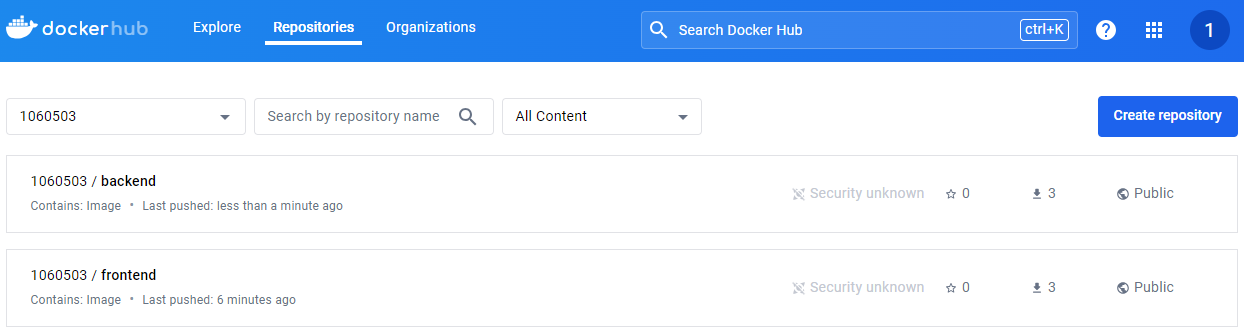 dockerhub Explore Repositories Organizations Search Docker Hub ctrl+K ? 1
1060503 Search by repository name All Content Create repository
1060503 / backend
Contains: Image • Last pushed: less than a minute ago
Security unknown 0 3 Public
1060503 / frontend
Contains: Image • Last pushed: 6 minutes ago
Security unknown 0 3 Public